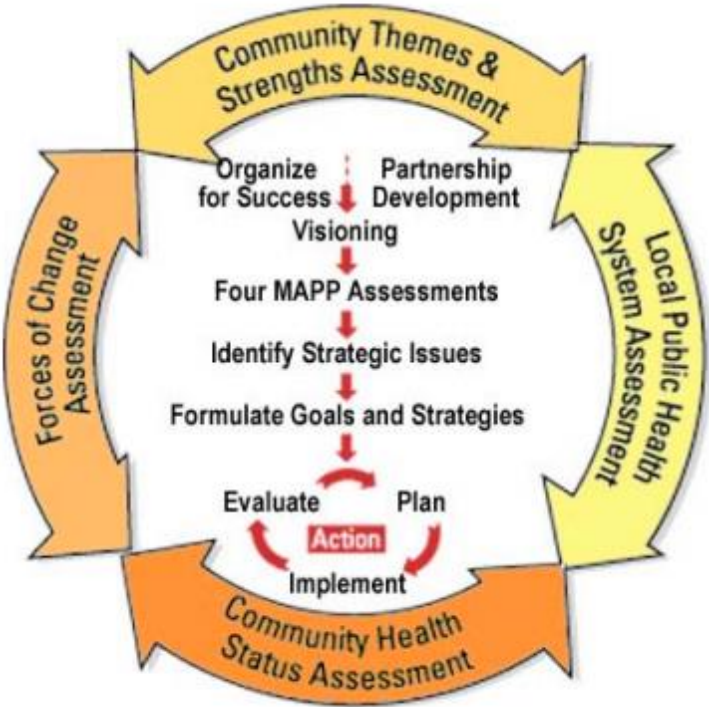 Community Themes &
Strengths Assessment
Organize
for Success
Partnership
Development
Visioning
Four MAPP Assessments
Identify Strategic Issues
Formulate Goals and Strategies
Evaluate
Plan
Action
Implement
Forces of Change
Assessment
Local Public Health
System Assessment
Community Health
Status Assessment